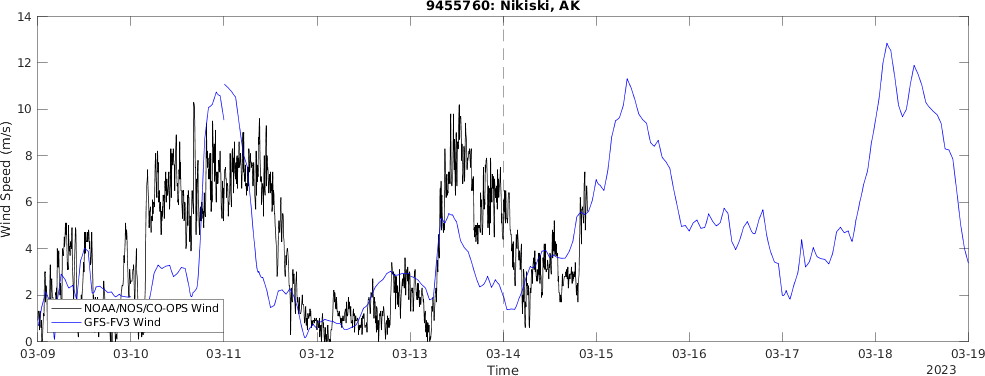 9455760: Nikiski, AK
Wind Speed (m/s)
14
12
10
8
6
4
2
0
NOAA/NOS/CO-OPS Wind
GFS-FV3 Wind
03-09 03-10 03-11 03-12 03-13 03-14 03-15 03-16 03-17 03-18 03-19
Time
2023